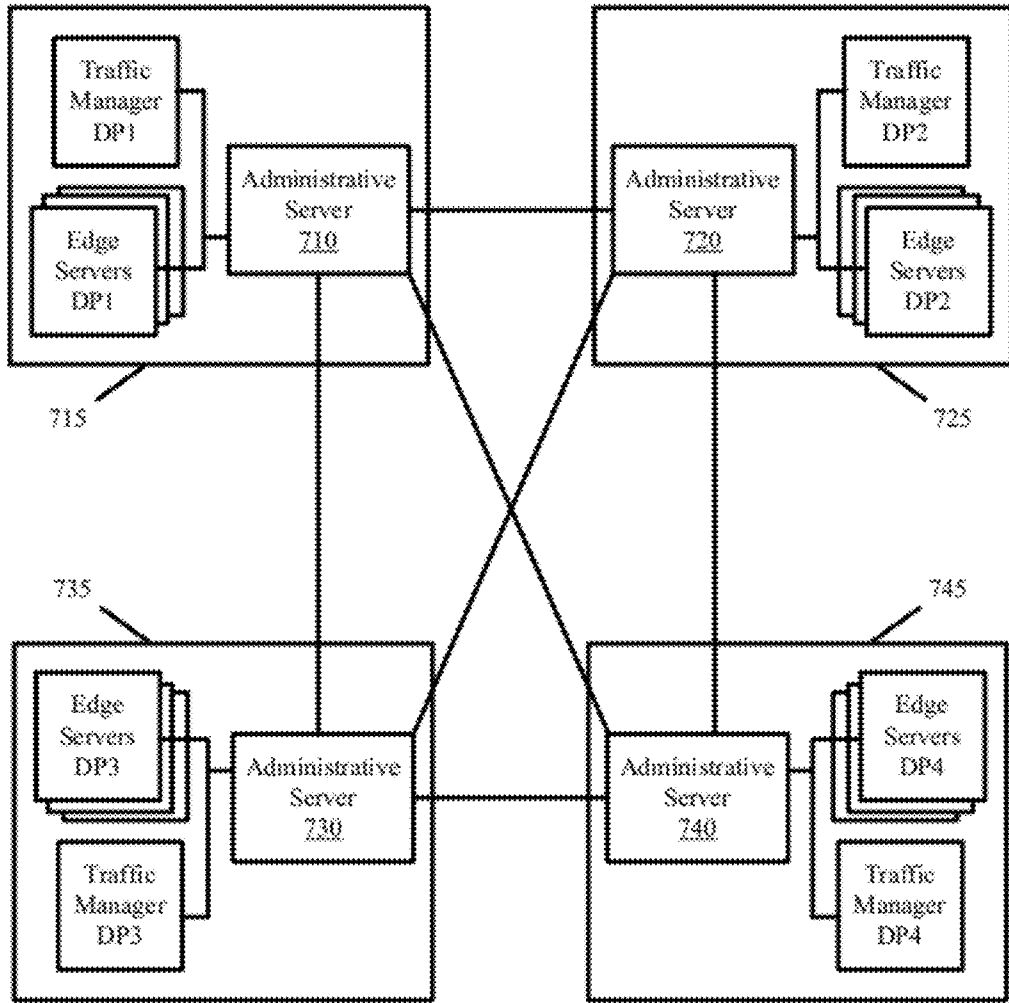 Traffic
Manager
DP1
Administrative
Server
710
Edge
Servers
DP1
Traffic
Manager
DP2
Administrative
Server
720
Edge
Servers
DP2
715
725
735
745
Edge
Servers
DP3
Administrative
Server
730
Traffic
Manager
DP3
Edge
Servers
DP4
Administrative
Server
740
Traffic
Manager
DP4